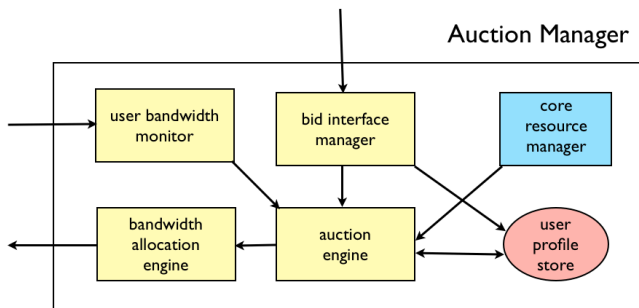 Auction Manager
user bandwidth
monitor
bid interface
manager
core
resource
manager
bandwidth
allocation
engine
auction
engine
user
profile
store